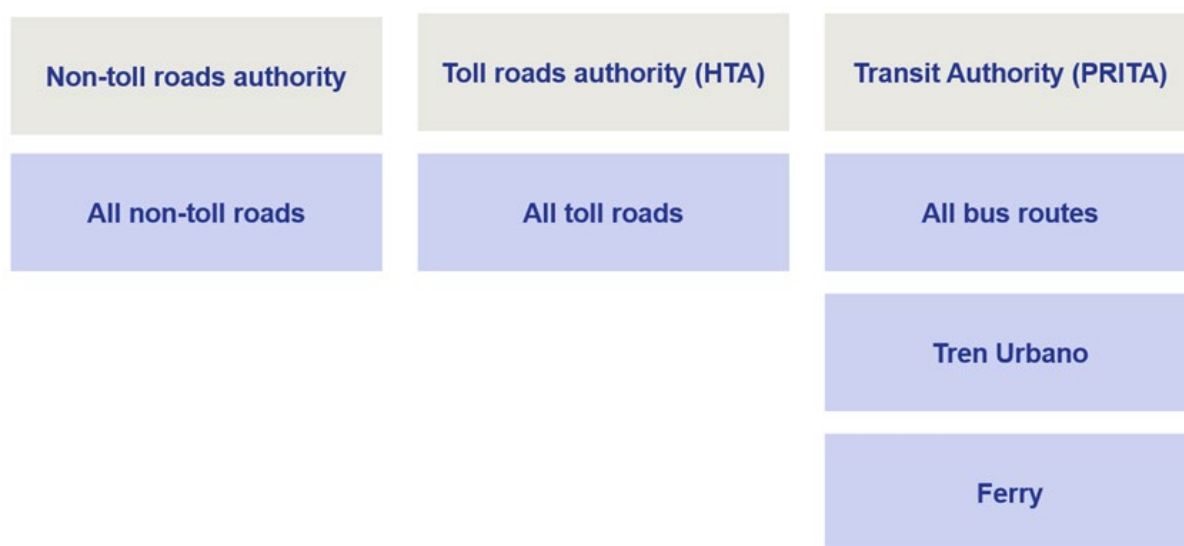 Non-toll roads authority
Toll roads authority (HTA)
Transit Authority (PRITA)
All non-toll roads
All toll roads
All bus routes
Tren Urbano
Ferry